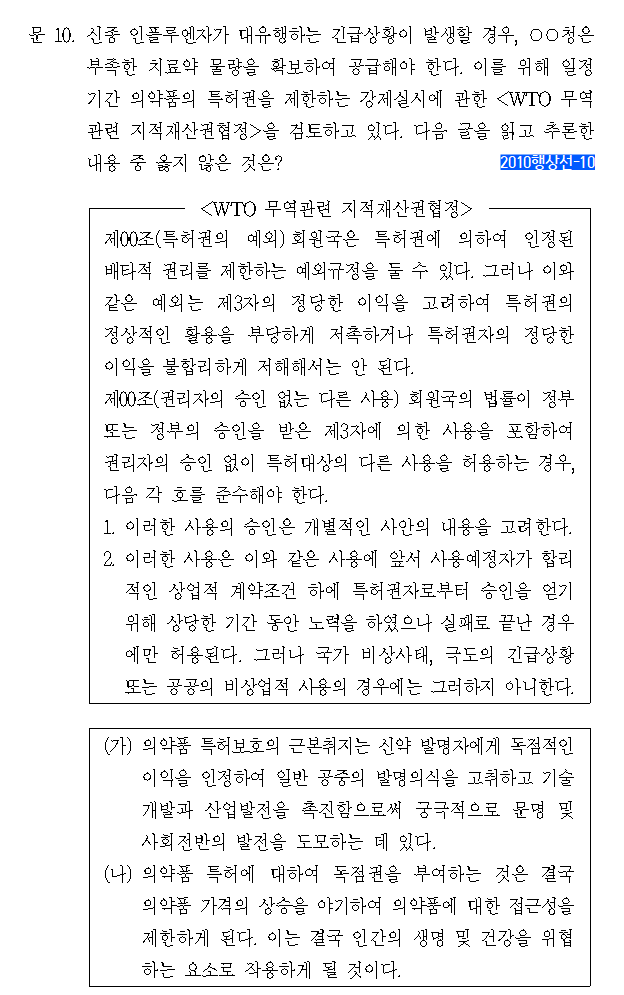 문 10. 신종 인플루엔자가 대유행하는 긴급상황이 발생할 경우, ○○청은
부족한 치료약 물량을 확보하여 공급해야 한다. 이를 위해 일정
기간 의약품의 특허권을 제한하는 강제실시에 관한 <WTO 무역
관련 지적재산권협정>을 검토하고 있다. 다음 글을 읽고 추론한
내용 중 옳지 않은 것은? 2010행상선-10
<WTO 무역관련 지적재산권협정>
제00조(특허권의 예외) 회원국은 특허권에 의하여 인정된
배타적 권리를 제한하는 예외규정을 둘 수 있다. 그러나 이와
같은 예외는 제3자의 정당한 이익을 고려하여 특허권의
정상적인 활용을 부당하게 저촉하거나 특허권자의 정당한
이익을 불합리하게 저해해서는 안 된다.
제00조(권리자의 승인 없는 다른 사용) 회원국의 법률이 정부
또는 정부의 승인을 받은 제3자에 의한 사용을 포함하여
권리자의 승인 없이 특허대상의 다른 사용을 허용하는 경우,
다음 각 호를 준수해야 한다.
1. 이러한 사용의 승인은 개별적인 사안의 내용을 고려한다.
2. 이러한 사용은 이와 같은 사용에 앞서 사용예정자가 합리
적인 상업적 계약조건 하에 특허권자로부터 승인을 얻기
위해 상당한 기간 동안 노력을 하였으나 실패로 끝난 경우
에만 허용된다. 그러나 국가 비상사태, 극도의 긴급상황
또는 공공의 비상업적 사용의 경우에는 그러하지 아니한다.
(가) 의약품 특허보호의 근본취지는 신약 발명자에게 독점적인
이익을 인정하여 일반 공중의 발명의식을 고취하고 기술
개발과 산업발전을 촉진함으로써 궁극적으로 문명 및
사회전반의 발전을 도모하는 데 있다.
(나) 의약품 특허에 대하여 독점권을 부여하는 것은 결국
의약품 가격의 상승을 야기하여 의약품에 대한 접근성을
제한하게 된다. 이는 결국 인간의 생명 및 건강을 위협
하는 요소로 작용하게 될 것이다.